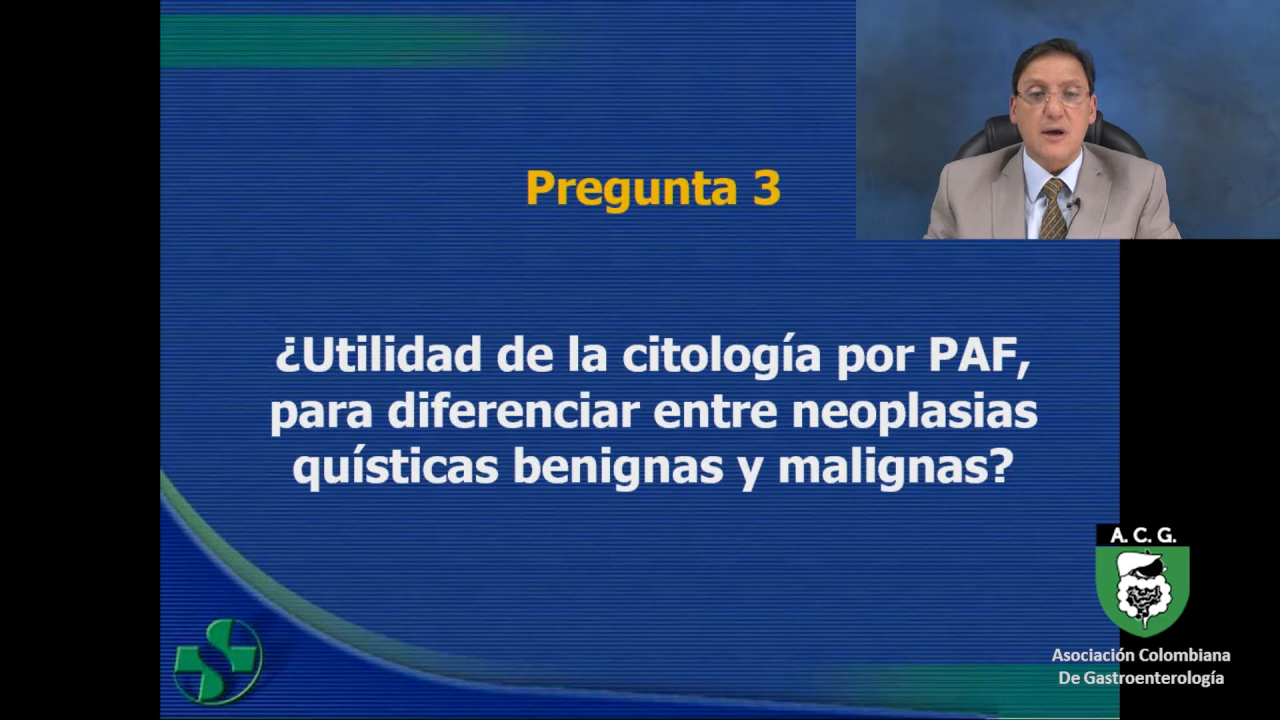 Pregunta 3
¿Utilidad de la citología por PAF,
para diferenciar entre neoplasias
quísticas benignas y malignas?
A. C. G.
Asociación Colombiana
De Gastroenterología